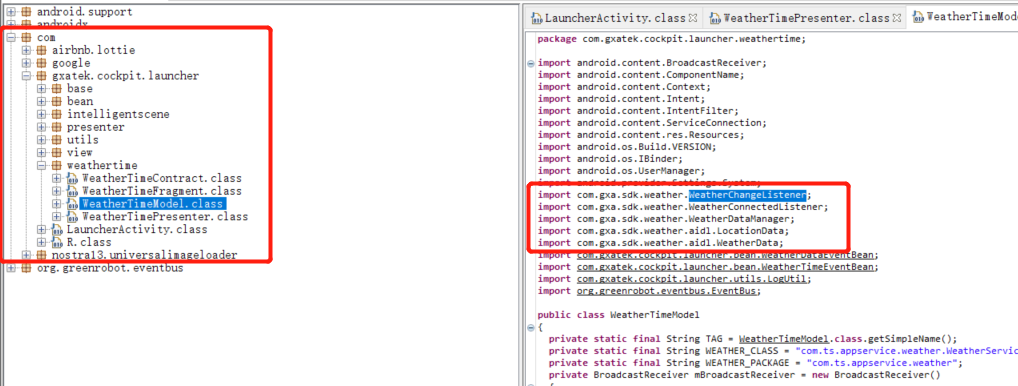 android.support
androidx
com
airbnb.lottie
google
gxatek.cockpit.launcher
base
bean
intelligentscene
presenter
utils
view
weathertime
WeatherTimeContract.class
WeatherTimeFragment.class
WeatherTimeModel.class
WeatherTimePresenter.class
LauncherActivity.class
R.class
nostra13.universalimageloader
org.greenrobot.eventbus
LauncherActivity.class WeatherTimePresenter.class WeatherTimeMod
package com.gxatek.cockpit.launcher.weathertime;
import android.content.BroadcastReceiver;
import android.content.ComponentName;
import android.content.Context;
import android.content.Intent;
import android.content.IntentFilter;
import android.content.ServiceConnection;
import android.content.res.Resources;
import android.os.Build.VERSION;
import android.os.IBinder;
import android.os.UserManager;
import android.provider.Settings.System;
import com.gxa.sdk.weather.WeatherChangeListener;
import com.gxa.sdk.weather.WeatherConnectedListener;
import com.gxa.sdk.weather.WeatherDataManager;
import com.gxa.sdk.weather.aidl.LocationData;
import com.gxa.sdk.weather.aidl.WeatherData;
import com.gxatek.cockpit.launcher.bean.WeatherDataEventBean;
import com.gxatek.cockpit.launcher.bean.WeatherTimeEventBean;
import com.gxatek.cockpit.launcher.utils.LogUtil;
import org.greenrobot.eventbus.EventBus;
public class WeatherTimeModel
{
private static final String TAG = WeatherTimeModel.class.getSimpleName();
private static final String WEATHER_CLASS = "com.ts.appservice.weather.WeatherServic
private static final String WEATHER_PACKAGE = "com.ts.appservice.weather";
private BroadcastReceiver mBroadcastReceiver = new BroadcastReceiver()